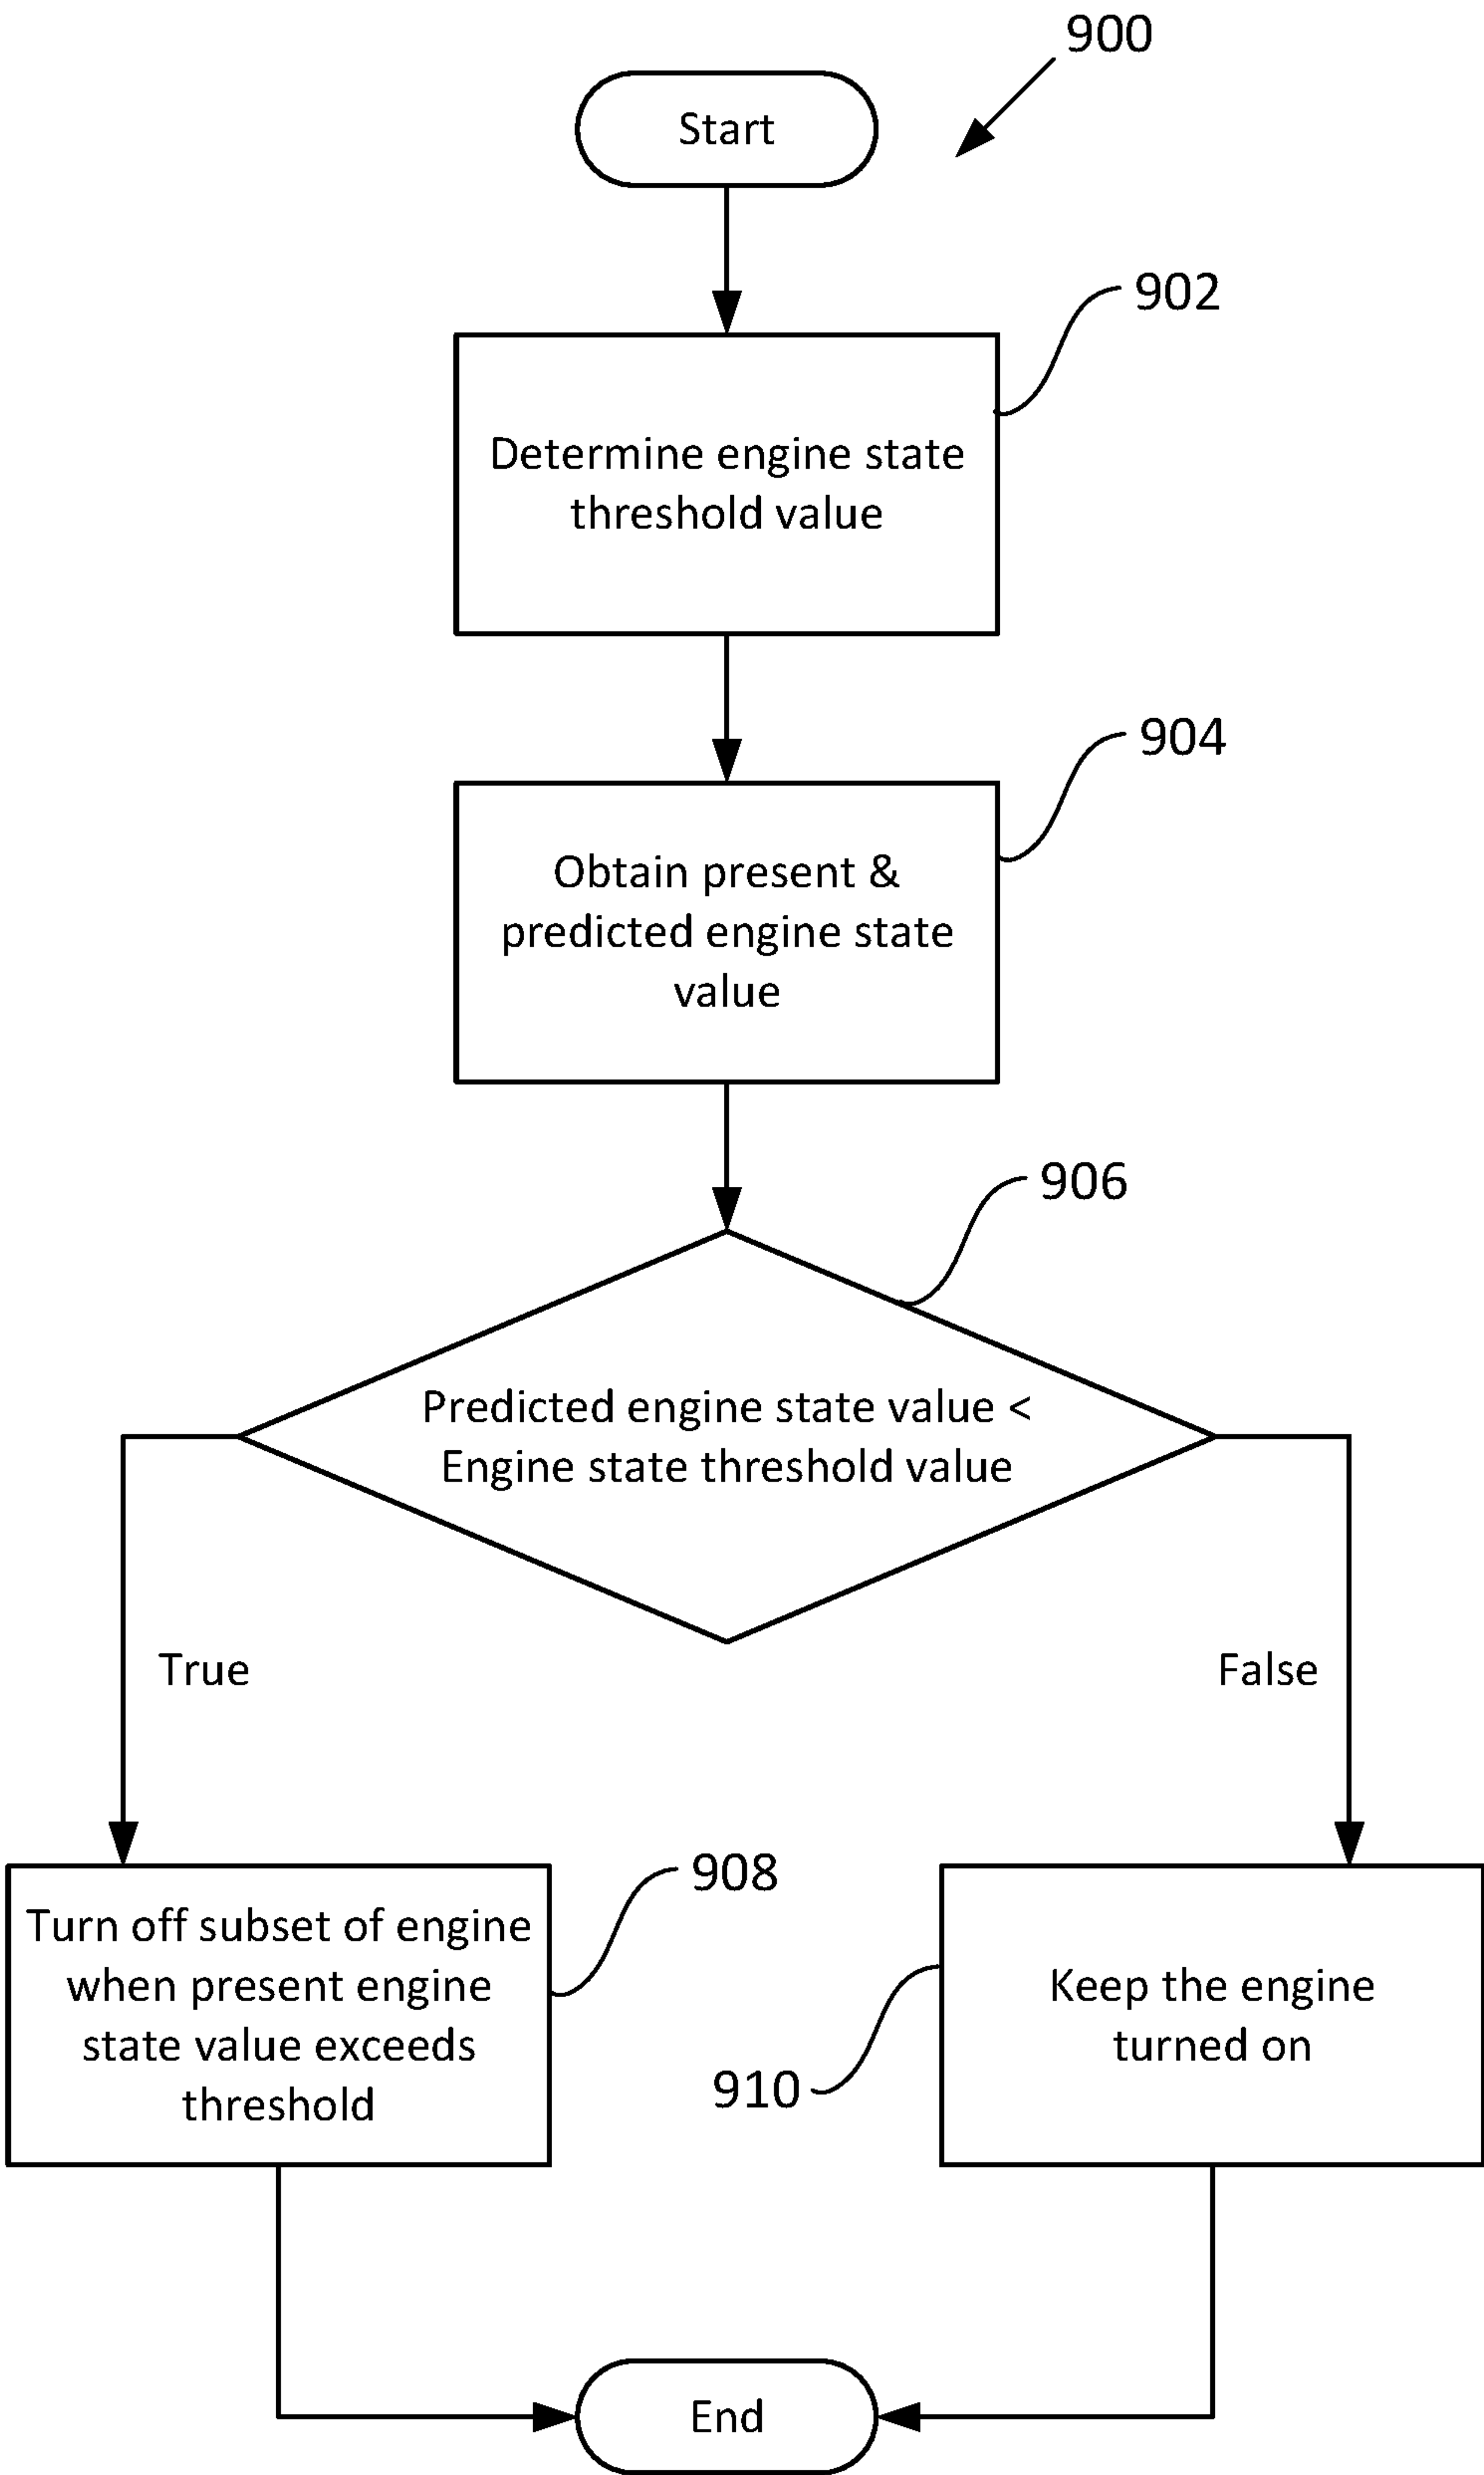 900
Start
902
Determine engine state
threshold value
904
Obtain present &
predicted engine state
value
906
Predicted engine state value <
Engine state threshold value
True
False
908
Turn off subset of engine
when present engine
state value exceeds
threshold
Keep the engine
turned on
910
End